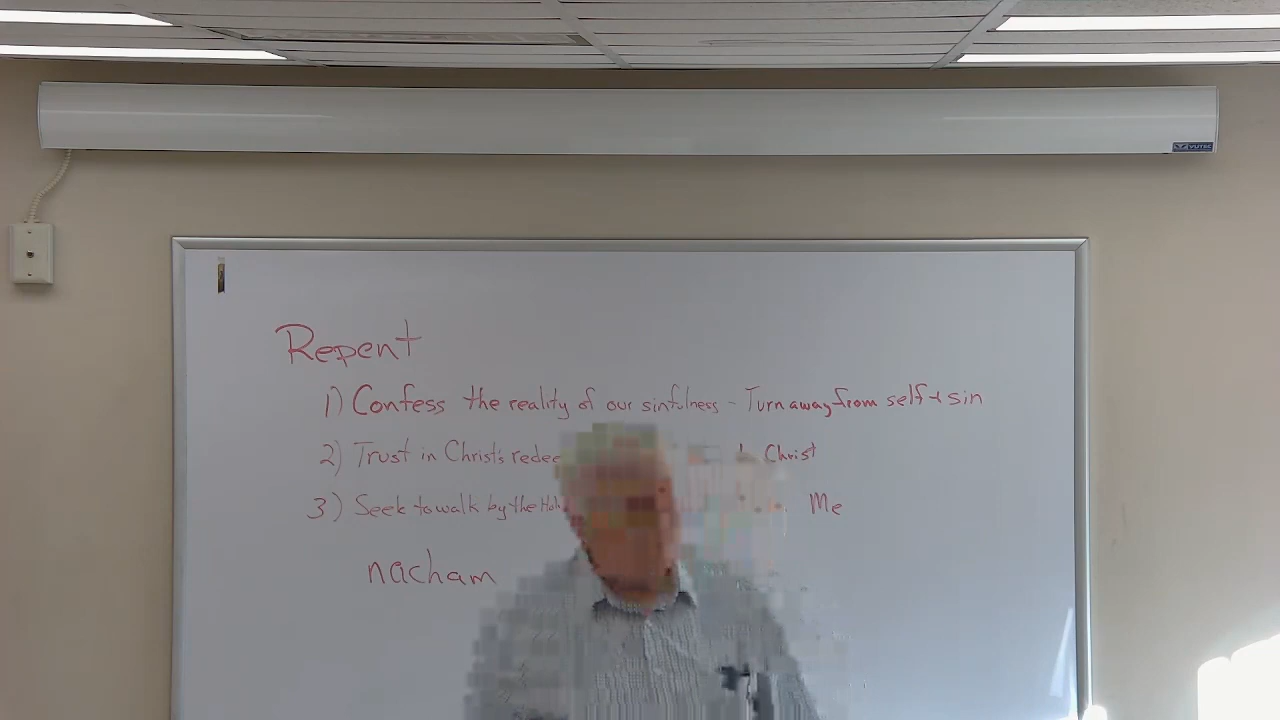 VUTEC
Repent
1) Confess the reality of our sinfulness - Turn away from self & sin
2) Trust in Christ's Christ
3) Seek to walk by the Me
nacham